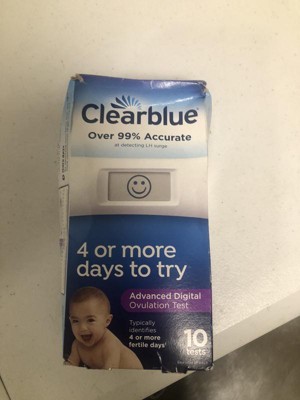 Clearblue
Over 99% Accurate
at detecting LH surge
4 or more
days to try
Advanced Digital
Ovulation Test
Typically
identifies
4 or more
fertile days
10
tests